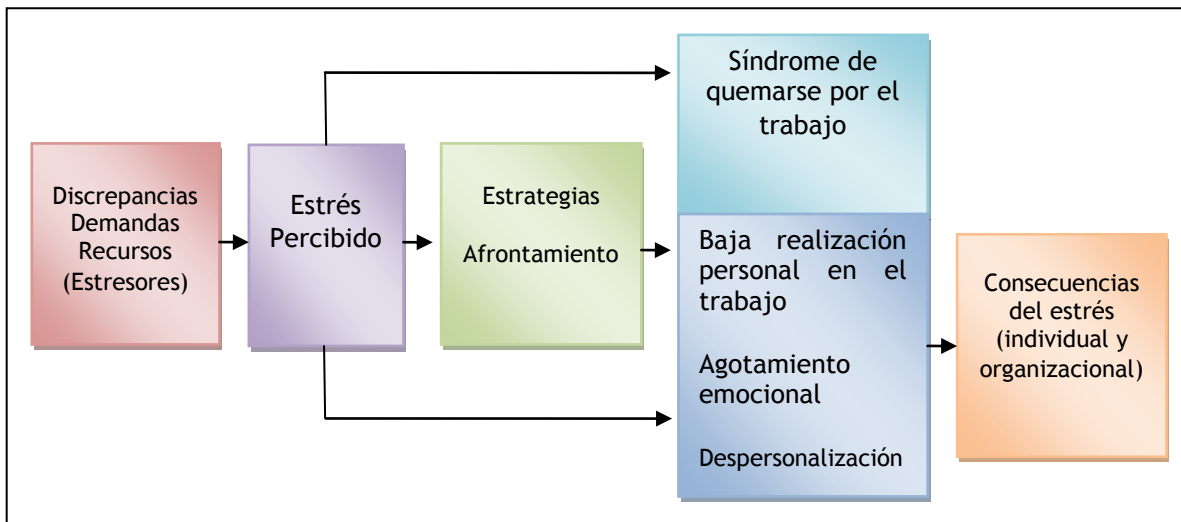 Discrepancias
Demandas
Recursos
(Estresores)
Estrés
Percibido
Estrategias
Afrontamiento
Síndrome de
quemarse por el
trabajo
Baja realización
personal en el
trabajo
Agotamiento
emocional
Despersonalización
Consecuencias
del estrés
(individual y
organizacional)